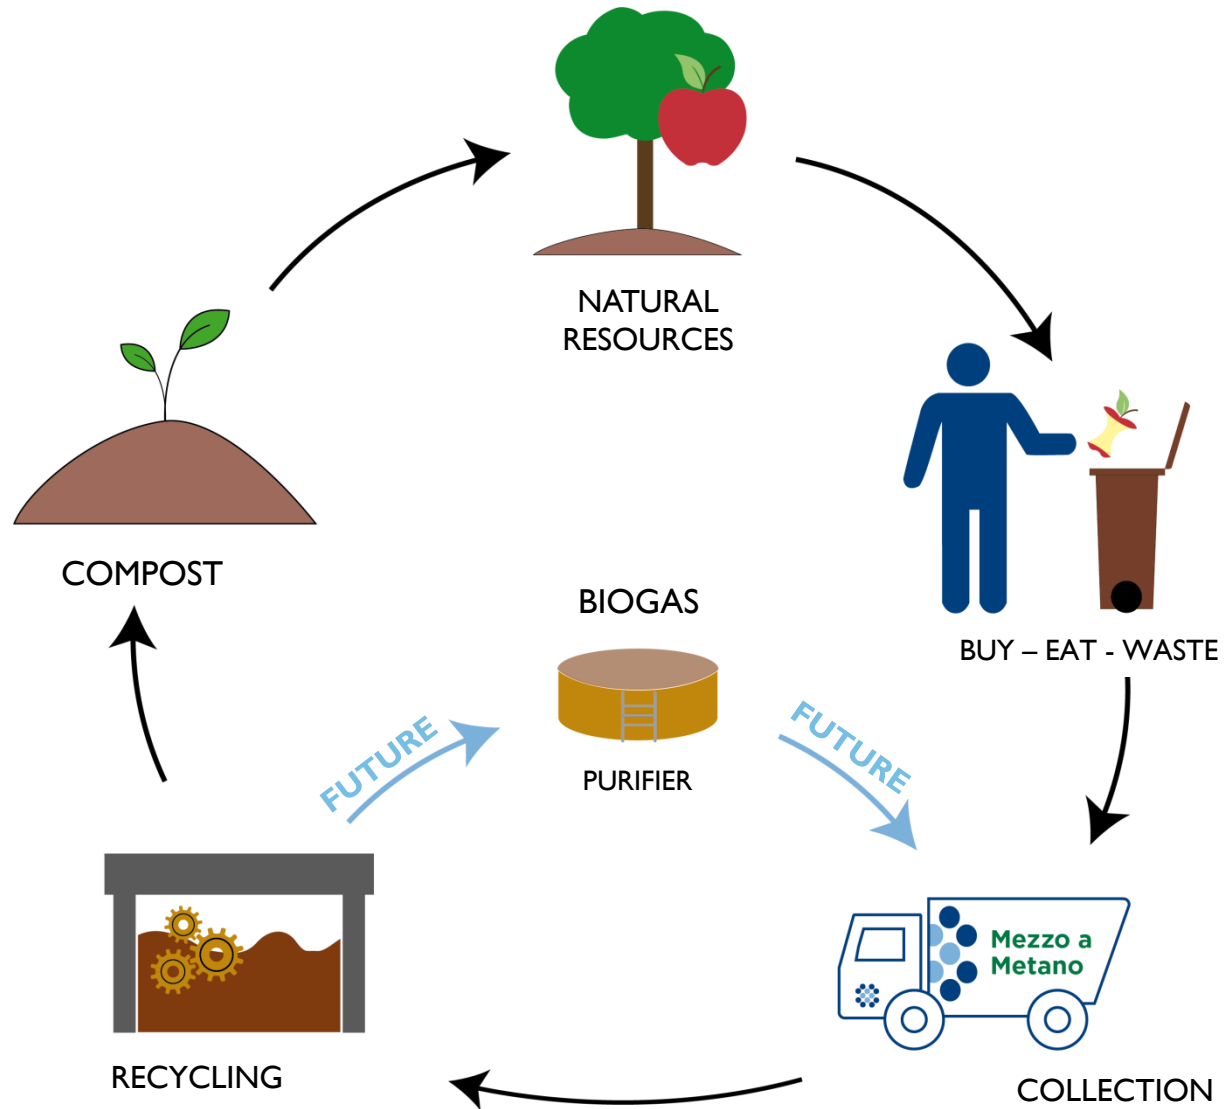 NATURAL
RESOURCES
COMPOST
BUY – EAT - WASTE
BIOGAS
FUTURE
FUTURE
PURIFIER
Mezzo a
Metano
RECYCLING
COLLECTION